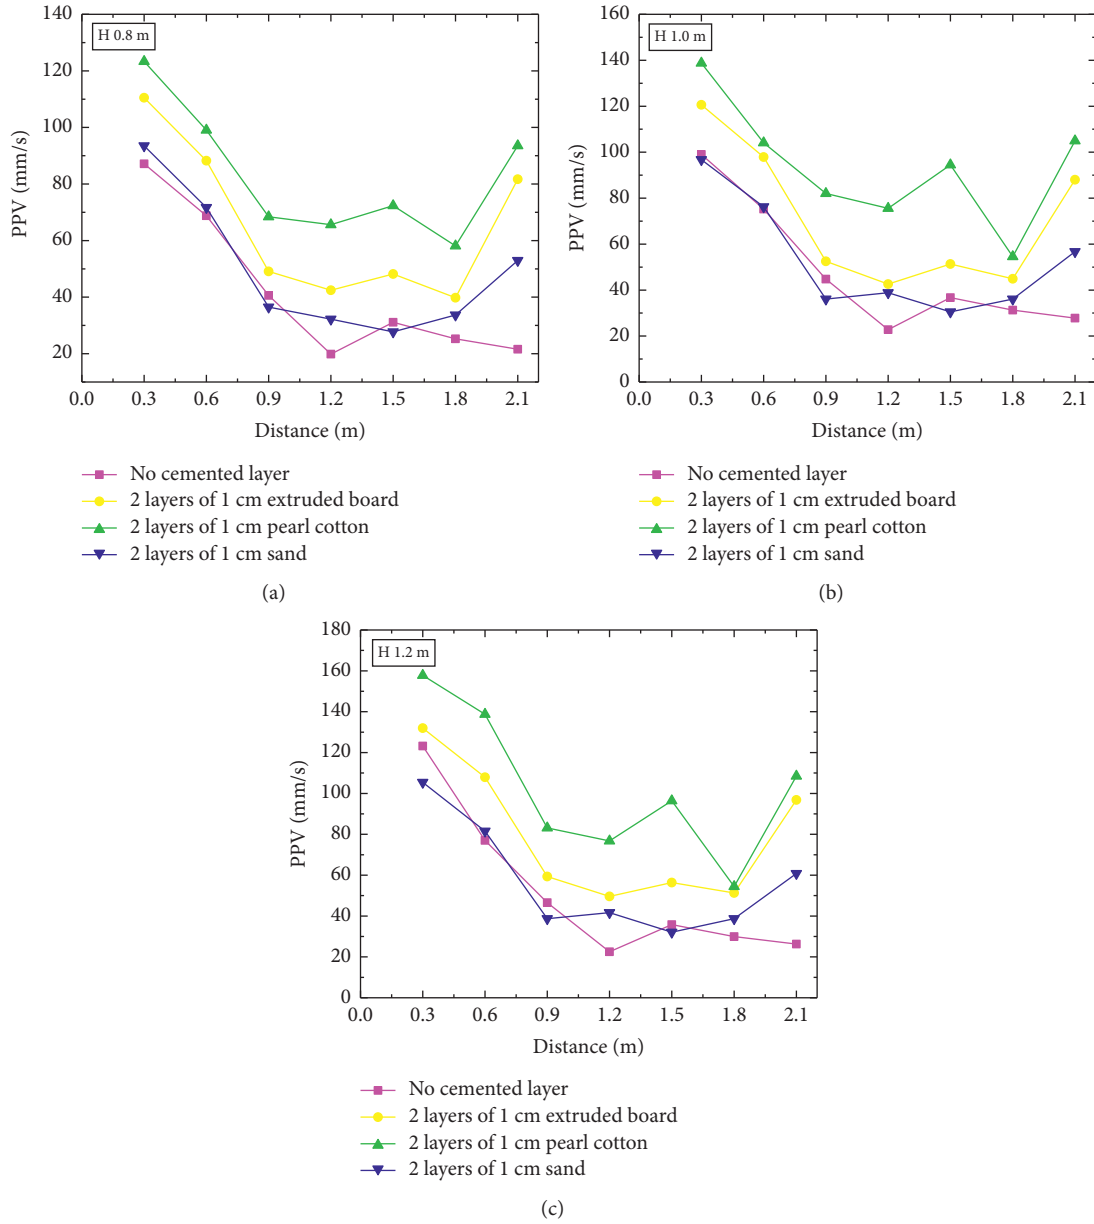 H 0.8 m
PPV (mm/s)
140
120
100
80
60
40
20
0.0 0.3 0.6 0.9 1.2 1.5 1.8 2.1
Distance (m)
No cemented layer
2 layers of 1 cm extruded board
2 layers of 1 cm pearl cotton
2 layers of 1 cm sand
(a)
H 1.0 m
PPV (mm/s)
160
140
120
100
80
60
40
20
0
0.0 0.3 0.6 0.9 1.2 1.5 1.8 2.1
Distance (m)
No cemented layer
2 layers of 1 cm extruded board
2 layers of 1 cm pearl cotton
2 layers of 1 cm sand
(b)
H 1.2 m
PPV (mm/s)
180
160
140
120
100
80
60
40
20
0
0.0 0.3 0.6 0.9 1.2 1.5 1.8 2.1
Distance (m)
No cemented layer
2 layers of 1 cm extruded board
2 layers of 1 cm pearl cotton
2 layers of 1 cm sand
(c)